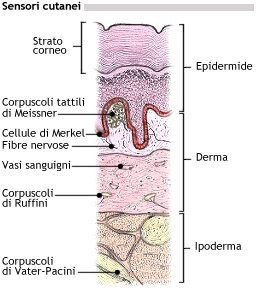 Sensori cutanei
Strato
corneo
Epidermide
Corpuscoli tattili
di Meissner
Cellule di Merkel
Fibre nervose
Derma
Vasi sanguigni
Corpuscoli
di Ruffini
Ipoderma
Corpuscoli
di Vater-Pacini